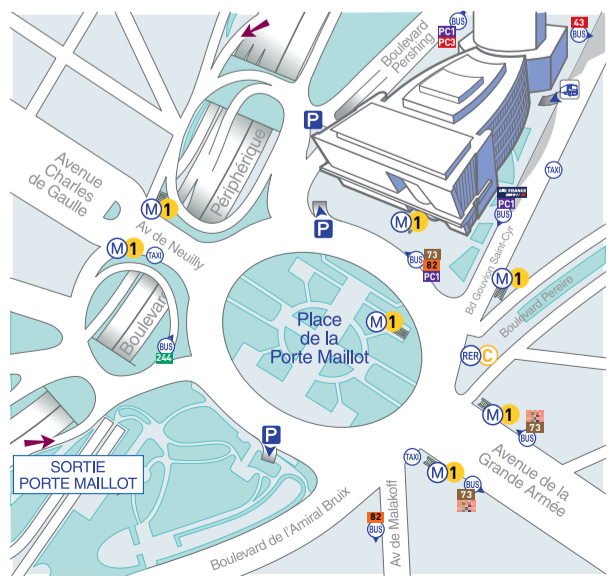 BUS
PC1
PC3
43
BUS
Boulevard
Pershing
P
Périphérique
Avenue
Charles
de Gaulle
M 1
P
TAXI
AIR FRANCE
PC1
BUS
M 1
Av de Neuilly
M 1
TAXI
BUS
73
82
PC1
Bd Gouvion Saint-Cyr
M 1
Boulevard Pereire
Boulevard
BUS
244
Place
de la
Porte Maillot
M 1
RER C
M 1
73
BUS
P
SORTIE
PORTE MAILLOT
TAXI
M 1
BUS
73
Avenue de la
Grande Armée
82
BUS
Av de Malakoff
Boulevard de l'Amiral Bruix